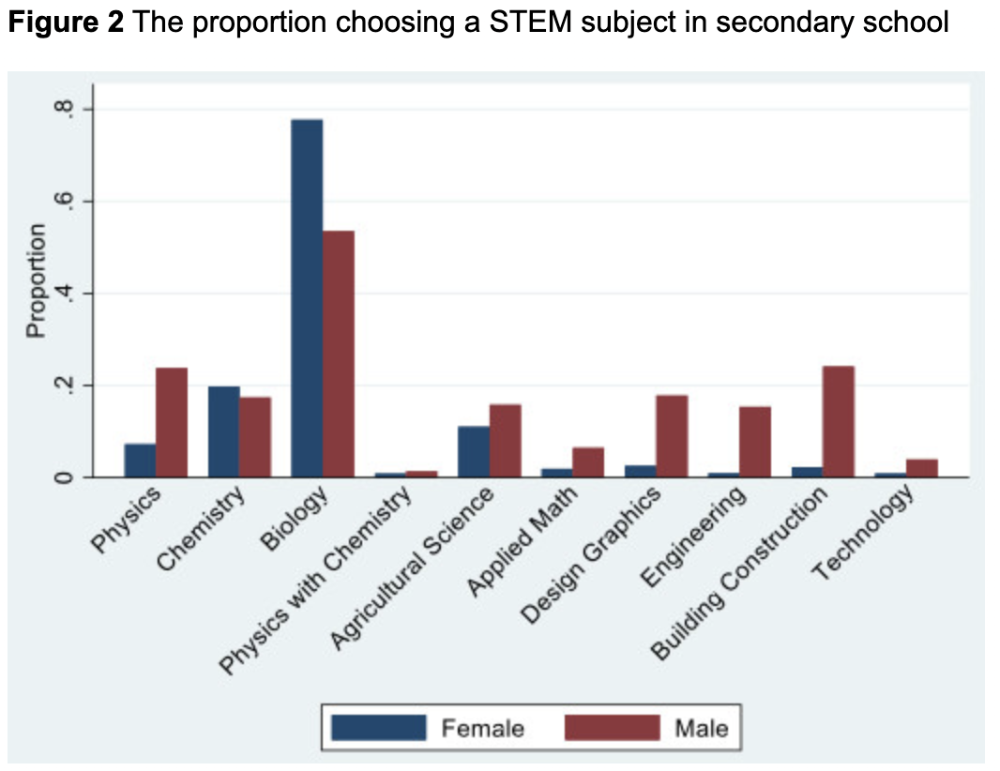 Figure 2 The proportion choosing a STEM subject in secondary school
Proportion
.8
.6
.4
.2
0
Physics
Chemistry
Biology
Physics with Chemistry
Agricultural Science
Applied Math
Design Graphics
Engineering
Building Construction
Technology
Female
Male